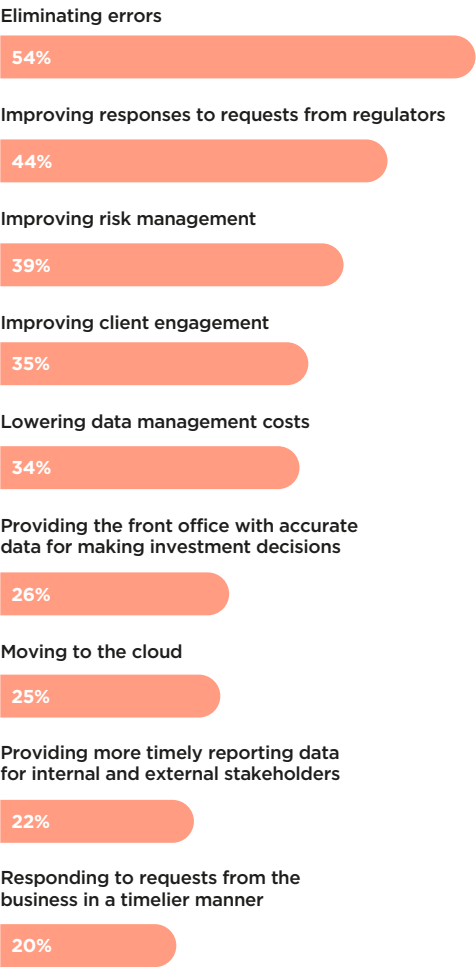 Eliminating errors
54%
Improving responses to requests from regulators
44%
Improving risk management
39%
Improving client engagement
35%
Lowering data management costs
34%
Providing the front office with accurate
data for making investment decisions
26%
Moving to the cloud
25%
Providing more timely reporting data
for internal and external stakeholders
22%
Responding to requests from the
business in a timelier manner
20%